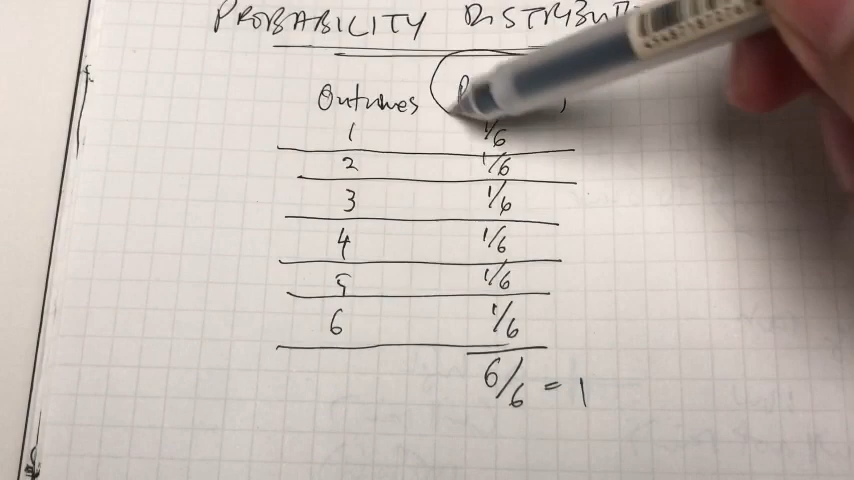 PROBABILITY DISTRIBUT
Outcomes
1 1/6
2 1/6
3 1/6
4 1/6
5 1/6
6 1/6
6/6 = 1